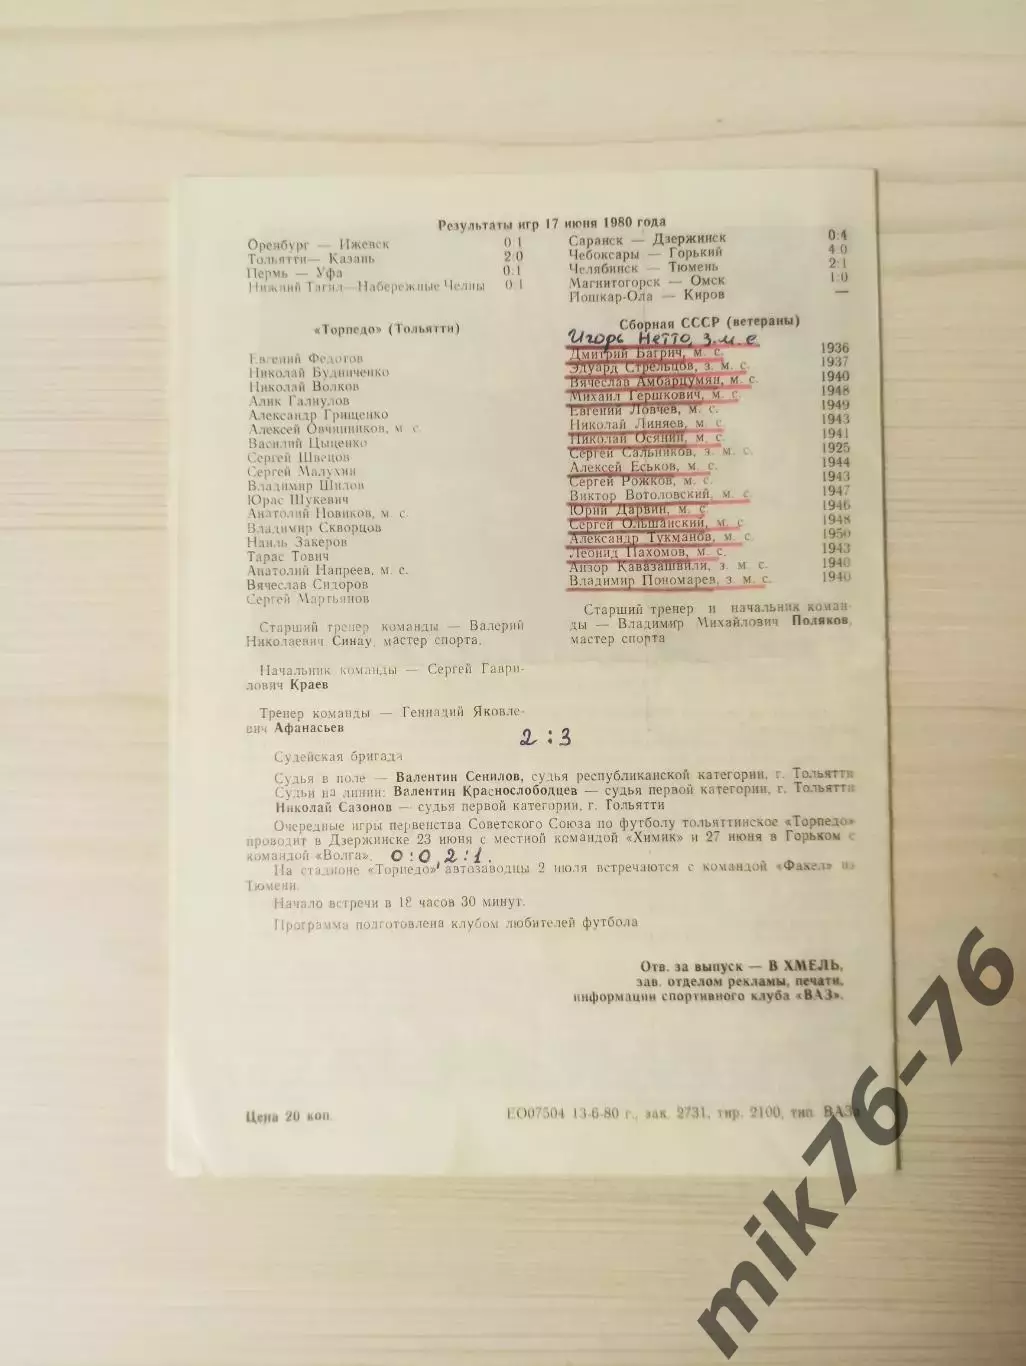 Результаты игр 17 июня 1980 года
Оренбург — Ижевск 0 1
Тольятти— Казань 2 0
Пермь — Уфа 0:1
Нижний Тагил—Набережные Челны 0 1
Саранск — Дзержинск 0:4
Чебоксары — Горький 4 0
Челябинск — Тюмень 2:1
Магнитогорск — Омск 1:0
Йошкар-Ола — Киров —
«Торпедо» (Тольятти)
Евгений Федотов
Николай Будниченко
Николай Волков
Алик Галиулов
Александр Грищенко
Алексей Овчинников, м с.
Василий Цыценко
Сергей Швецов
Сергей Малухин
Владимир Шилов
Юрас Шукевич
Анатолий Новиков, м с.
Владимир Скворцов
Наиль Закеров
Тарас Тович
Анатолий Напреев, м. с.
Вячеслав Сидоров
Сергей Мартьянов
Старший тренер команды — Валерий
Николаевич Синау, мастер спорта.
Начальник команды — Сергей Гаври-
лович Краев
Тренер команды — Геннадий Яковле-
вич Афанасьев
Сборная СССР (ветераны)
Игорь Нетто, з.м.с
Дмитрий Багрич, м. с. 1936
Эдуард Стрельцов, з. м. с. 1937
Вячеслав Амбарцумян, м. с. 1940
Михаил Гершкович, м. с. 1948
Евгений Ловчев, м. с. 1949
Николай Линяев, м с 1943
Николай Осянин, м. с. 1941
Сергей Сальников, з. м. с. 1925
Алексей Еськов, м с. 1944
Сергей Рожков, м. с. 1943
Виктор Вотоловский, м. с 1947
Юрий Дарвин, м. с. 1946
Сергей Ольшанский, м. с 1948
Александр Тукманов, м. с. 1950
Леонид Пахомов, м. с. 1943
Анзор Кавазашвили, з. м. с. 1940
Владимир Пономарев, з. м. с. 1940
Старший тренер и начальник коман-
ды — Владимир Михайлович Поляков,
мастер спорта
2:3
Судейская бригада
Судья в поле — Валентин Сенилов, судья республиканской категории, г. Тольятти
Судьи на линии: Валентин Краснослободцев — судья первой категории, г. Тольятти
Николай Сазонов — судья первой категории, г. Тольятти
Очередные игры первенства Советского Союза по футболу тольяттинское «Торпедо»
проводит в Дзержинске 23 июня с местной командой «Химик» и 27 июня в Горьком с
командой «Волга». 0:0, 2:1.
На стадионе «Торпедо» автозаводцы 2 июля встречаются с командой «Факел» из
Тюмени.
Начало встречи в 18 часов 30 минут.
Программа подготовлена клубом любителей футбола
Отв. за выпуск — В ХМЕЛЬ,
зав. отделом рекламы, печати,
информации спортивного клуба «ВАЗ».
Цена 20 коп.
ЕО07504 13-6-80 г., зак. 2731, тир. 2100, тип. ВАЗа
mik76-76